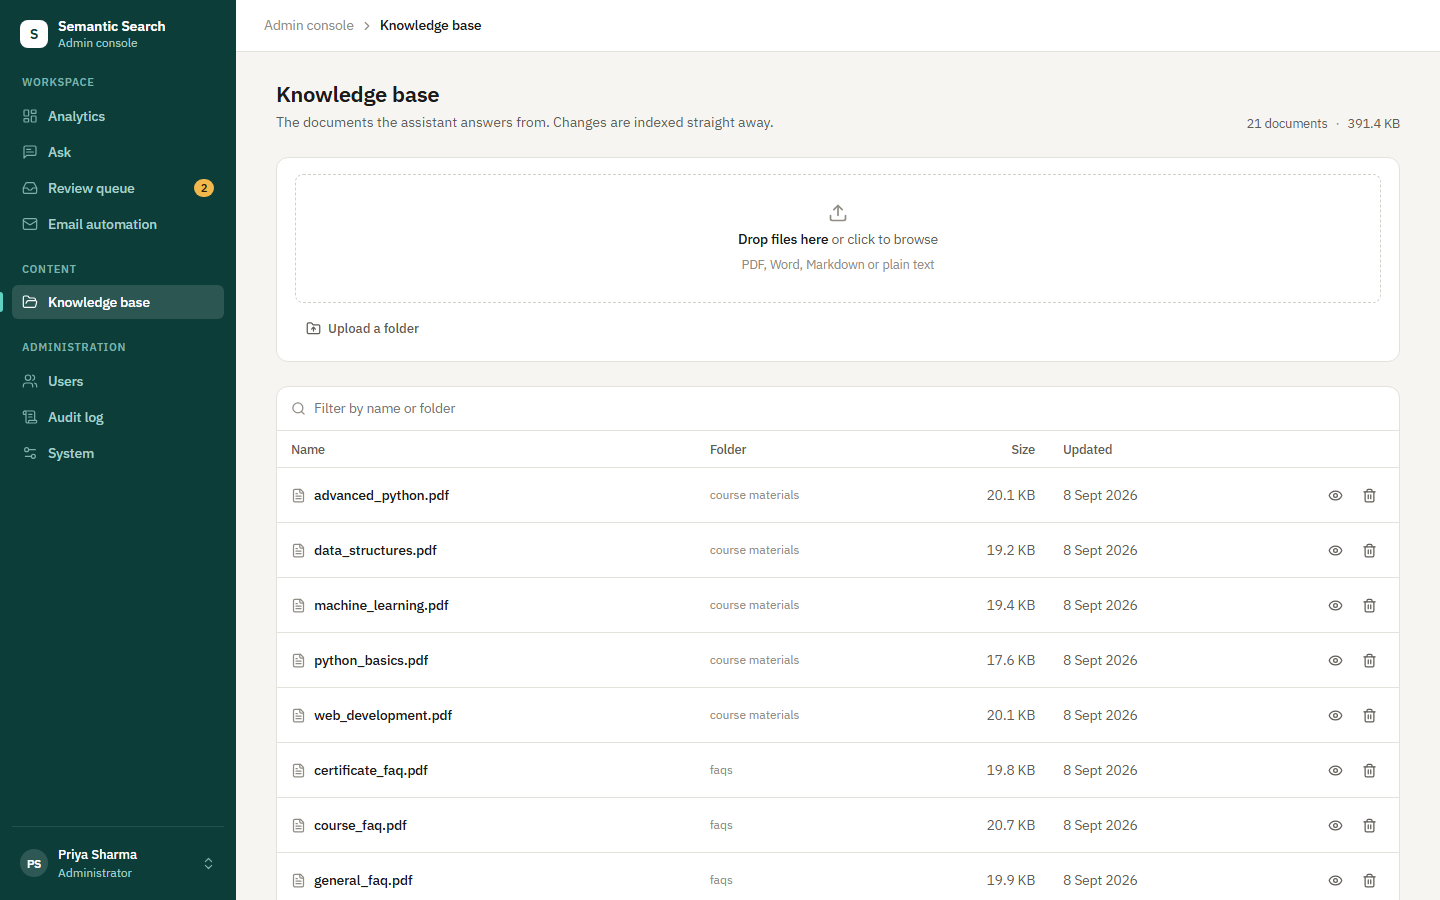 S
Semantic Search
Admin console
WORKSPACE
Analytics
Ask
Review queue 2
Email automation
CONTENT
Knowledge base
ADMINISTRATION
Users
Audit log
System
PS
Priya Sharma
Administrator
Admin console > Knowledge base
Knowledge base
The documents the assistant answers from. Changes are indexed straight away.
21 documents · 391.4 KB
Drop files here or click to browse
PDF, Word, Markdown or plain text
Upload a folder
Filter by name or folder
Name Folder Size Updated
advanced_python.pdf course materials 20.1 KB 8 Sept 2026
data_structures.pdf course materials 19.2 KB 8 Sept 2026
machine_learning.pdf course materials 19.4 KB 8 Sept 2026
python_basics.pdf course materials 17.6 KB 8 Sept 2026
web_development.pdf course materials 20.1 KB 8 Sept 2026
certificate_faq.pdf faqs 19.8 KB 8 Sept 2026
course_faq.pdf faqs 20.7 KB 8 Sept 2026
general_faq.pdf faqs 19.9 KB 8 Sept 2026